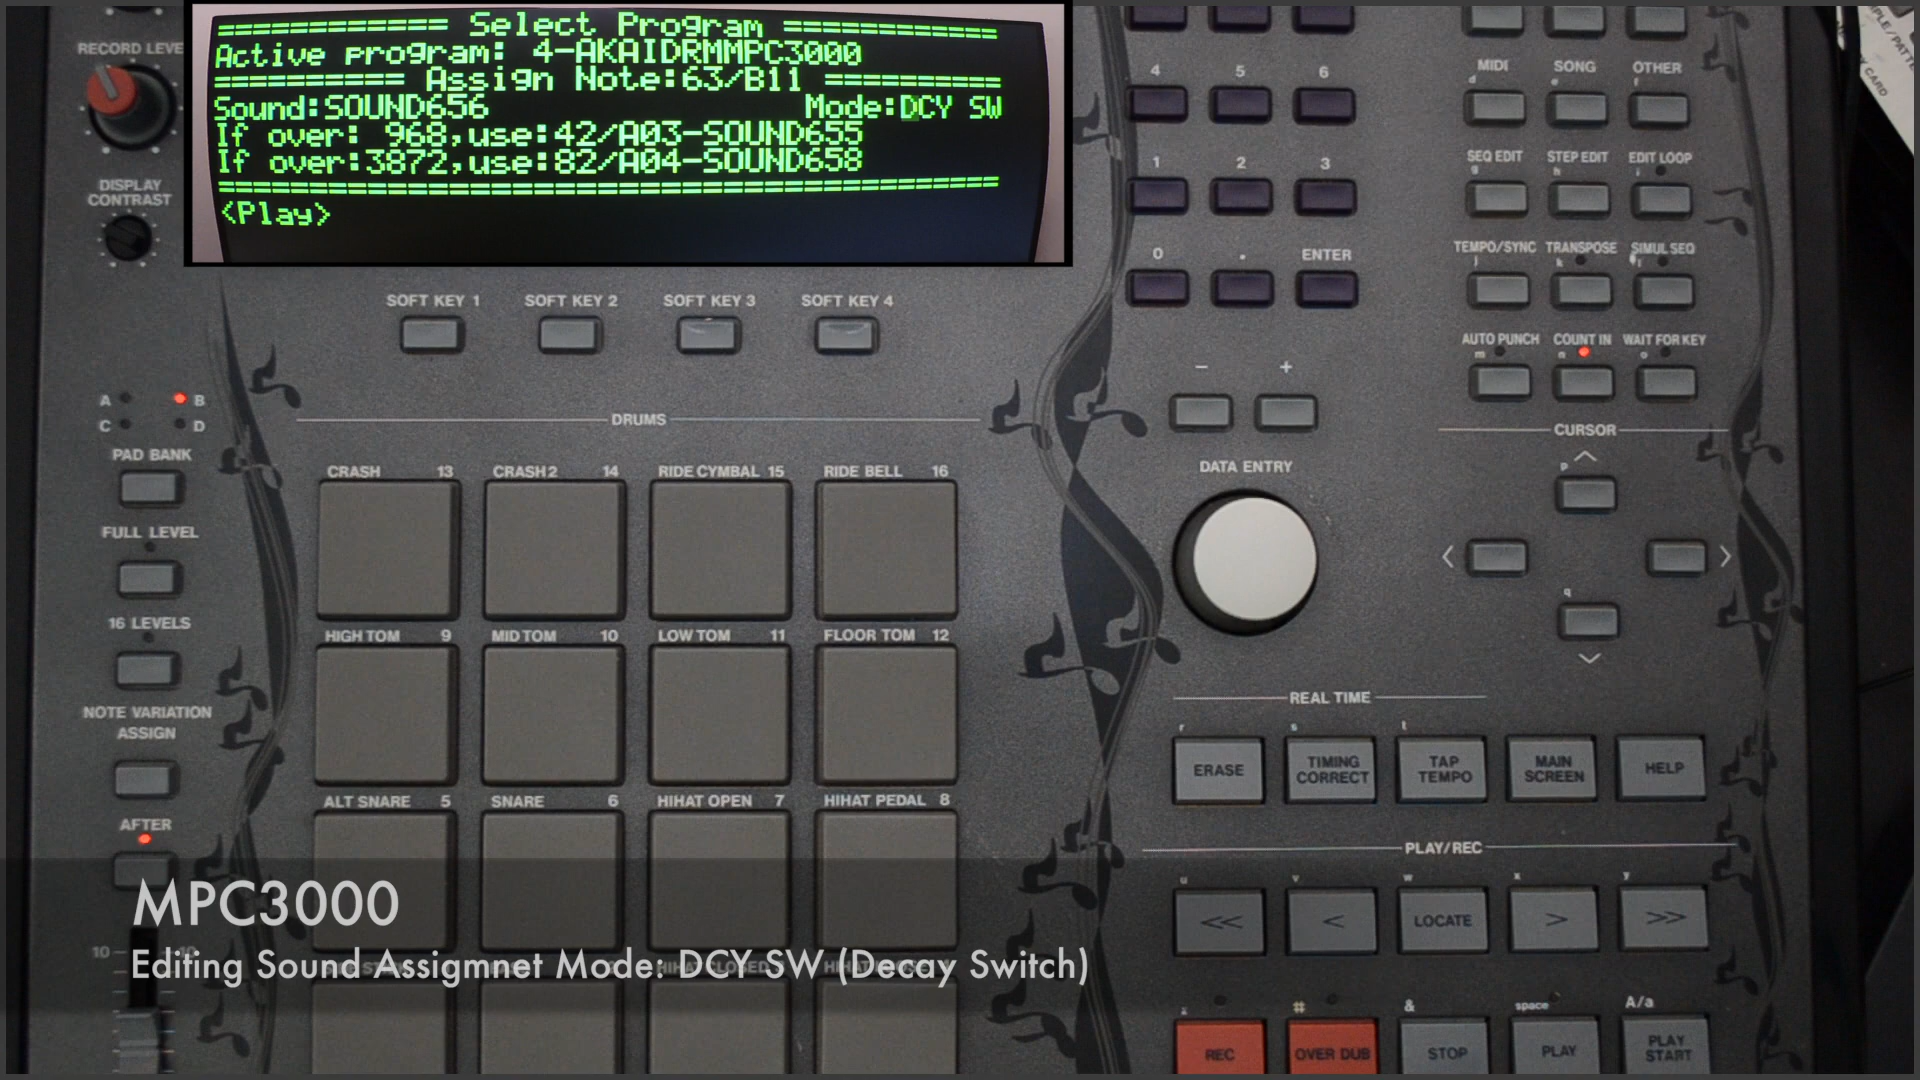 ============ Select Program ============
Active program: 4-AKAIDRMMPC3000
========== Assign Note:63/B11 ==========
Sound:SOUND656 Mode:DCY SW
If over: 968,use:42/A03-SOUND655
If over:3872,use:82/A04-SOUND658
<Play>
RECORD LEVE
DISPLAY
CONTRAST
SOFT KEY 1 SOFT KEY 2 SOFT KEY 3 SOFT KEY 4
A B
C D
PAD BANK
FULL LEVEL
16 LEVELS
NOTE VARIATION
ASSIGN
AFTER
10 10
DRUMS
CRASH 13 CRASH 2 14 RIDE CYMBAL 15 RIDE BELL 16
HIGH TOM 9 MID TOM 10 LOW TOM 11 FLOOR TOM 12
ALT SNARE 5 SNARE 6 HIHAT OPEN 7 HIHAT PEDAL 8
4 5 6
1 2 3
0 . ENTER
- +
DATA ENTRY
MIDI SONG OTHER
d e f
SEQ EDIT STEP EDIT EDIT LOOP
g h i
TEMPO/SYNC TRANSPOSE SIMUL SEQ
j k l
AUTO PUNCH COUNT IN WAIT FOR KEY
m n o
CURSOR
p
< >
q
REAL TIME
r s t
ERASE TIMING CORRECT TAP TEMPO MAIN SCREEN HELP
PLAY/REC
u v w x y
<< < LOCATE > >>
z # & space A/a
REC OVER DUB STOP PLAY PLAY START
MPC3000
Editing Sound Assigmnet Mode: DCY SW (Decay Switch)